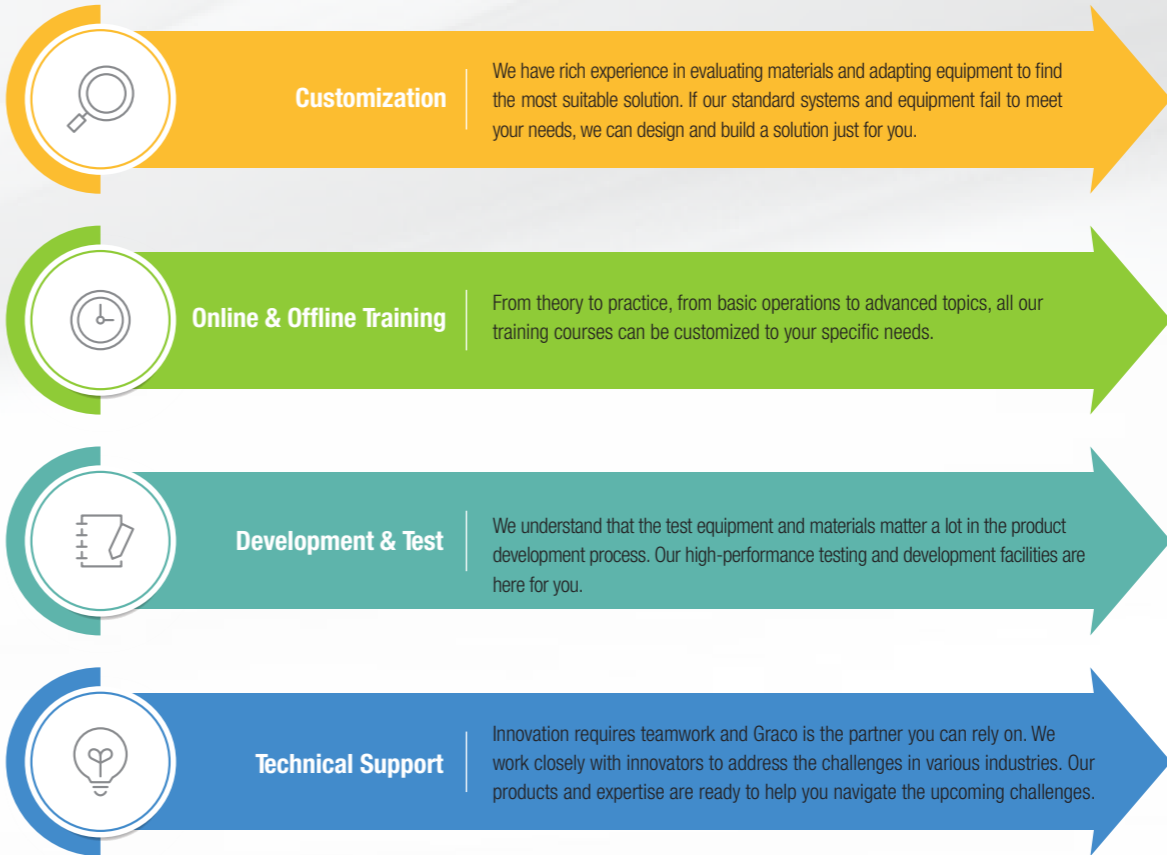 Customization
We have rich experience in evaluating materials and adapting equipment to find
the most suitable solution. If our standard systems and equipment fail to meet
your needs, we can design and build a solution just for you.
Online & Offline Training
From theory to practice, from basic operations to advanced topics, all our
training courses can be customized to your specific needs.
Development & Test
We understand that the test equipment and materials matter a lot in the product
development process. Our high-performance testing and development facilities are
here for you.
Technical Support
Innovation requires teamwork and Graco is the partner you can rely on. We
work closely with innovators to address the challenges in various industries. Our
products and expertise are ready to help you navigate the upcoming challenges.